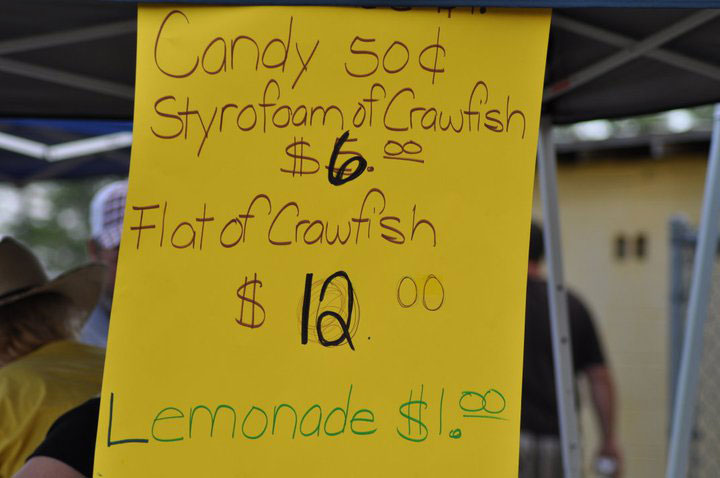 Candy 50¢
Styrofoam of Crawfish
$6.00
Flat of Crawfish
$12.00
Lemonade $1.00